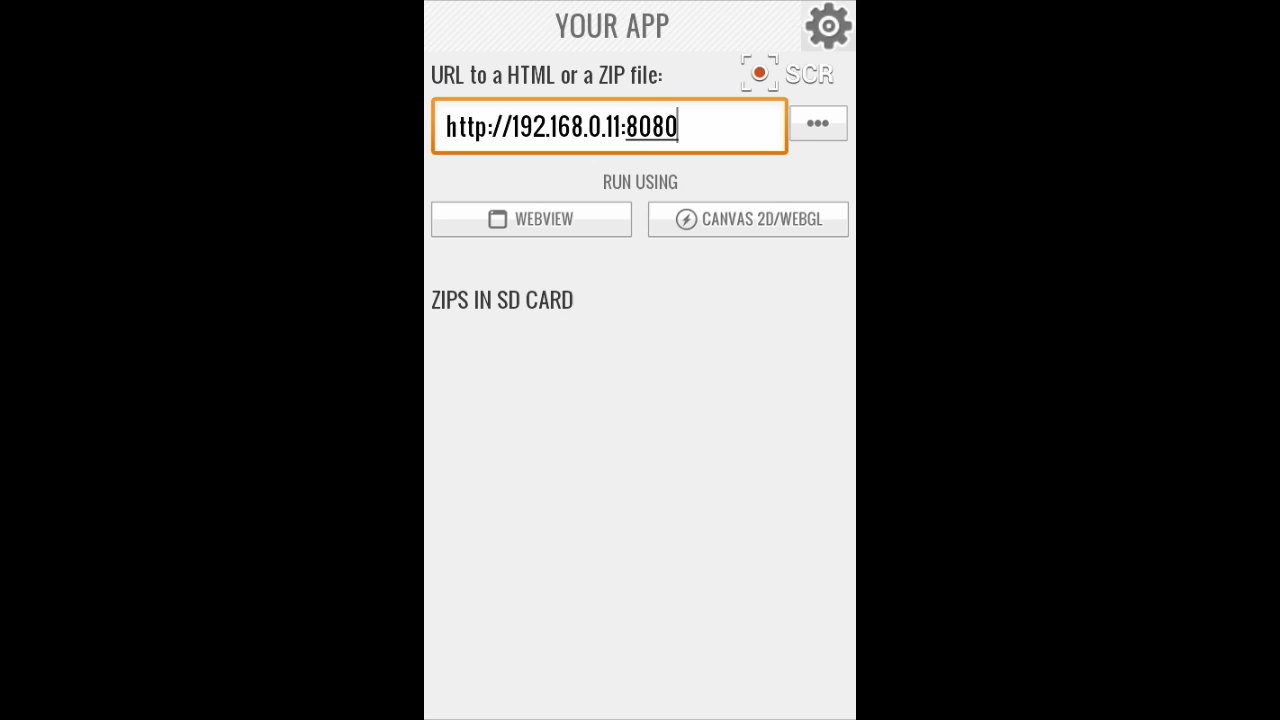 YOUR APP
URL to a HTML or a ZIP file:
SCR
http://192.168.0.11:8080
RUN USING
WEBVIEW
CANVAS 2D/WEBGL
ZIPS IN SD CARD